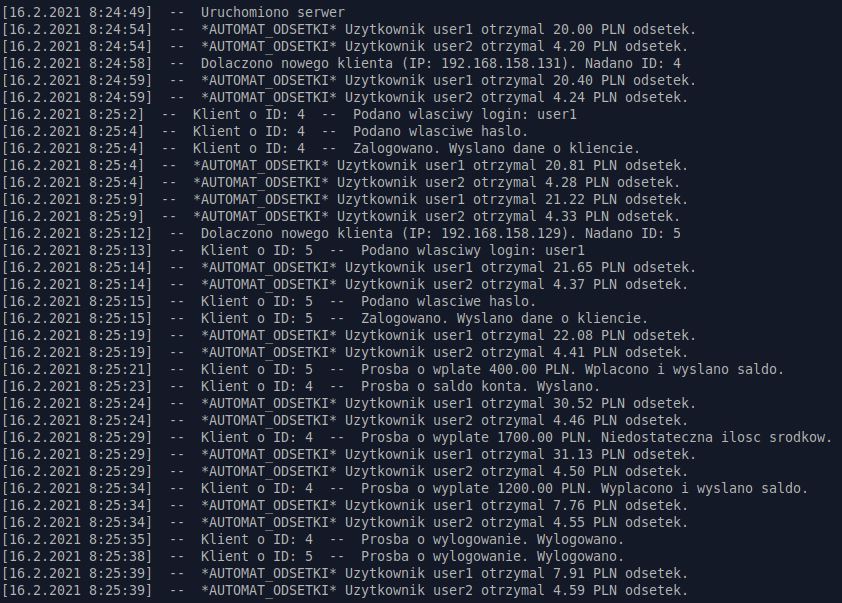 [16.2.2021 8:24:49]  --  Uruchomiono serwer
[16.2.2021 8:24:54]  --  *AUTOMAT_ODSETKI* Uzytkownik user1 otrzymal 20.00 PLN odsetek.
[16.2.2021 8:24:54]  --  *AUTOMAT_ODSETKI* Uzytkownik user2 otrzymal 4.20 PLN odsetek.
[16.2.2021 8:24:58]  --  Dolaczono nowego klienta (IP: 192.168.158.131). Nadano ID: 4
[16.2.2021 8:24:59]  --  *AUTOMAT_ODSETKI* Uzytkownik user1 otrzymal 20.40 PLN odsetek.
[16.2.2021 8:24:59]  --  *AUTOMAT_ODSETKI* Uzytkownik user2 otrzymal 4.24 PLN odsetek.
[16.2.2021 8:25:2]  --  Klient o ID: 4  --  Podano wlasciwy login: user1
[16.2.2021 8:25:4]  --  Klient o ID: 4  --  Podano wlasciwe haslo.
[16.2.2021 8:25:4]  --  Klient o ID: 4  --  Zalogowano. Wyslano dane o kliencie.
[16.2.2021 8:25:4]  --  *AUTOMAT_ODSETKI* Uzytkownik user1 otrzymal 20.81 PLN odsetek.
[16.2.2021 8:25:4]  --  *AUTOMAT_ODSETKI* Uzytkownik user2 otrzymal 4.28 PLN odsetek.
[16.2.2021 8:25:9]  --  *AUTOMAT_ODSETKI* Uzytkownik user1 otrzymal 21.22 PLN odsetek.
[16.2.2021 8:25:9]  --  *AUTOMAT_ODSETKI* Uzytkownik user2 otrzymal 4.33 PLN odsetek.
[16.2.2021 8:25:12]  --  Dolaczono nowego klienta (IP: 192.168.158.129). Nadano ID: 5
[16.2.2021 8:25:13]  --  Klient o ID: 5  --  Podano wlasciwy login: user1
[16.2.2021 8:25:14]  --  *AUTOMAT_ODSETKI* Uzytkownik user1 otrzymal 21.65 PLN odsetek.
[16.2.2021 8:25:14]  --  *AUTOMAT_ODSETKI* Uzytkownik user2 otrzymal 4.37 PLN odsetek.
[16.2.2021 8:25:15]  --  Klient o ID: 5  --  Podano wlasciwe haslo.
[16.2.2021 8:25:15]  --  Klient o ID: 5  --  Zalogowano. Wyslano dane o kliencie.
[16.2.2021 8:25:19]  --  *AUTOMAT_ODSETKI* Uzytkownik user1 otrzymal 22.08 PLN odsetek.
[16.2.2021 8:25:19]  --  *AUTOMAT_ODSETKI* Uzytkownik user2 otrzymal 4.41 PLN odsetek.
[16.2.2021 8:25:21]  --  Klient o ID: 5  --  Prosba o wplate 400.00 PLN. Wplacono i wyslano saldo.
[16.2.2021 8:25:23]  --  Klient o ID: 4  --  Prosba o saldo konta. Wyslano.
[16.2.2021 8:25:24]  --  *AUTOMAT_ODSETKI* Uzytkownik user1 otrzymal 30.52 PLN odsetek.
[16.2.2021 8:25:24]  --  *AUTOMAT_ODSETKI* Uzytkownik user2 otrzymal 4.46 PLN odsetek.
[16.2.2021 8:25:29]  --  Klient o ID: 4  --  Prosba o wyplate 1700.00 PLN. Niedostateczna ilosc srodkow.
[16.2.2021 8:25:29]  --  *AUTOMAT_ODSETKI* Uzytkownik user1 otrzymal 31.13 PLN odsetek.
[16.2.2021 8:25:29]  --  *AUTOMAT_ODSETKI* Uzytkownik user2 otrzymal 4.50 PLN odsetek.
[16.2.2021 8:25:34]  --  Klient o ID: 4  --  Prosba o wyplate 1200.00 PLN. Wyplacono i wyslano saldo.
[16.2.2021 8:25:34]  --  *AUTOMAT_ODSETKI* Uzytkownik user1 otrzymal 7.76 PLN odsetek.
[16.2.2021 8:25:34]  --  *AUTOMAT_ODSETKI* Uzytkownik user2 otrzymal 4.55 PLN odsetek.
[16.2.2021 8:25:35]  --  Klient o ID: 4  --  Prosba o wylogowanie. Wylogowano.
[16.2.2021 8:25:38]  --  Klient o ID: 5  --  Prosba o wylogowanie. Wylogowano.
[16.2.2021 8:25:39]  --  *AUTOMAT_ODSETKI* Uzytkownik user1 otrzymal 7.91 PLN odsetek.
[16.2.2021 8:25:39]  --  *AUTOMAT_ODSETKI* Uzytkownik user2 otrzymal 4.59 PLN odsetek.